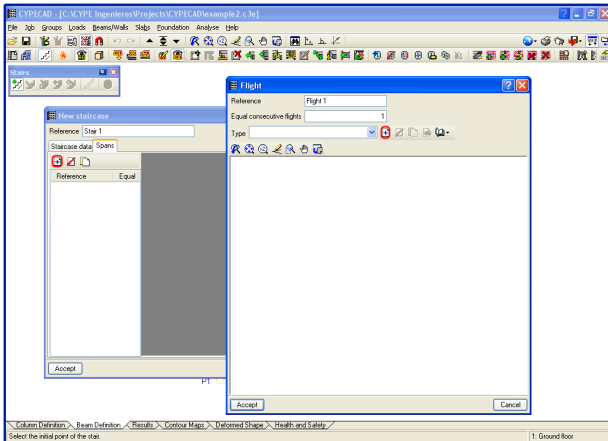 CYPECAD - [C:\CYPE Ingenieros\Projects\CYPECAD\example2.c3e]
File Job Groups Loads Beams/Walls Slabs Foundation Analyse Help
Stairs
New staircase
Reference Stair 1
Staircase data Spans
Reference Equal
Accept
Flight
Reference Flight 1
Equal consecutive flights 1
Type
Accept Cancel
P1
Column Definition Beam Definition Results Contour Maps Deformed Shape Health and Safety
Select the initial point of the stair. 1: Ground floor